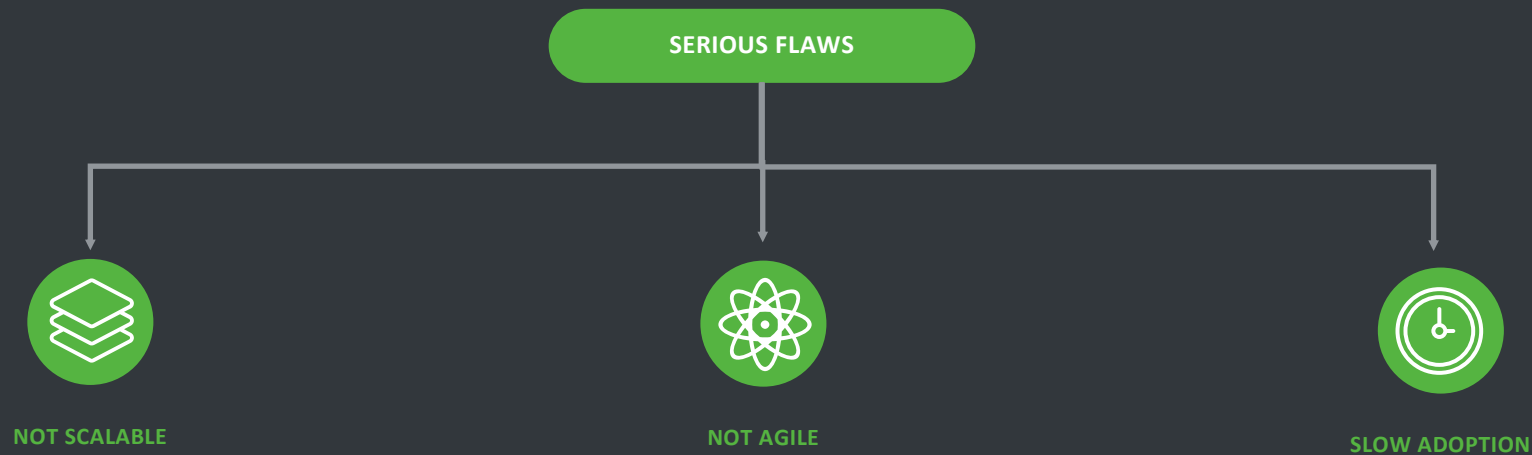 SERIOUS FLAWS
NOT SCALABLE
NOT AGILE
SLOW ADOPTION